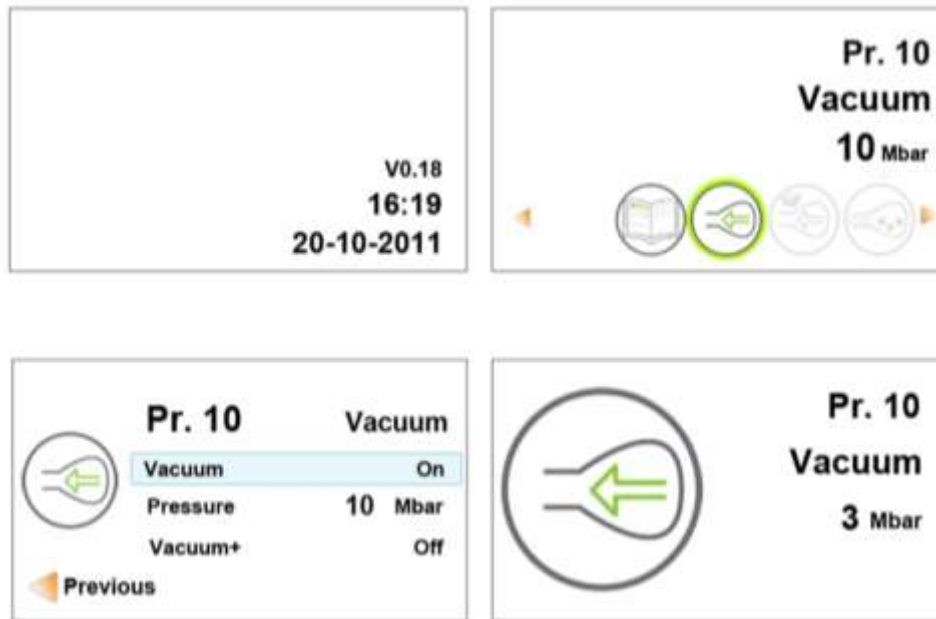 V0.18
16:19
20-10-2011
Pr. 10
Vacuum
10 Mbar
Pr. 10 Vacuum
Vacuum On
Pressure 10 Mbar
Vacuum+ Off
Previous
Pr. 10
Vacuum
3 Mbar